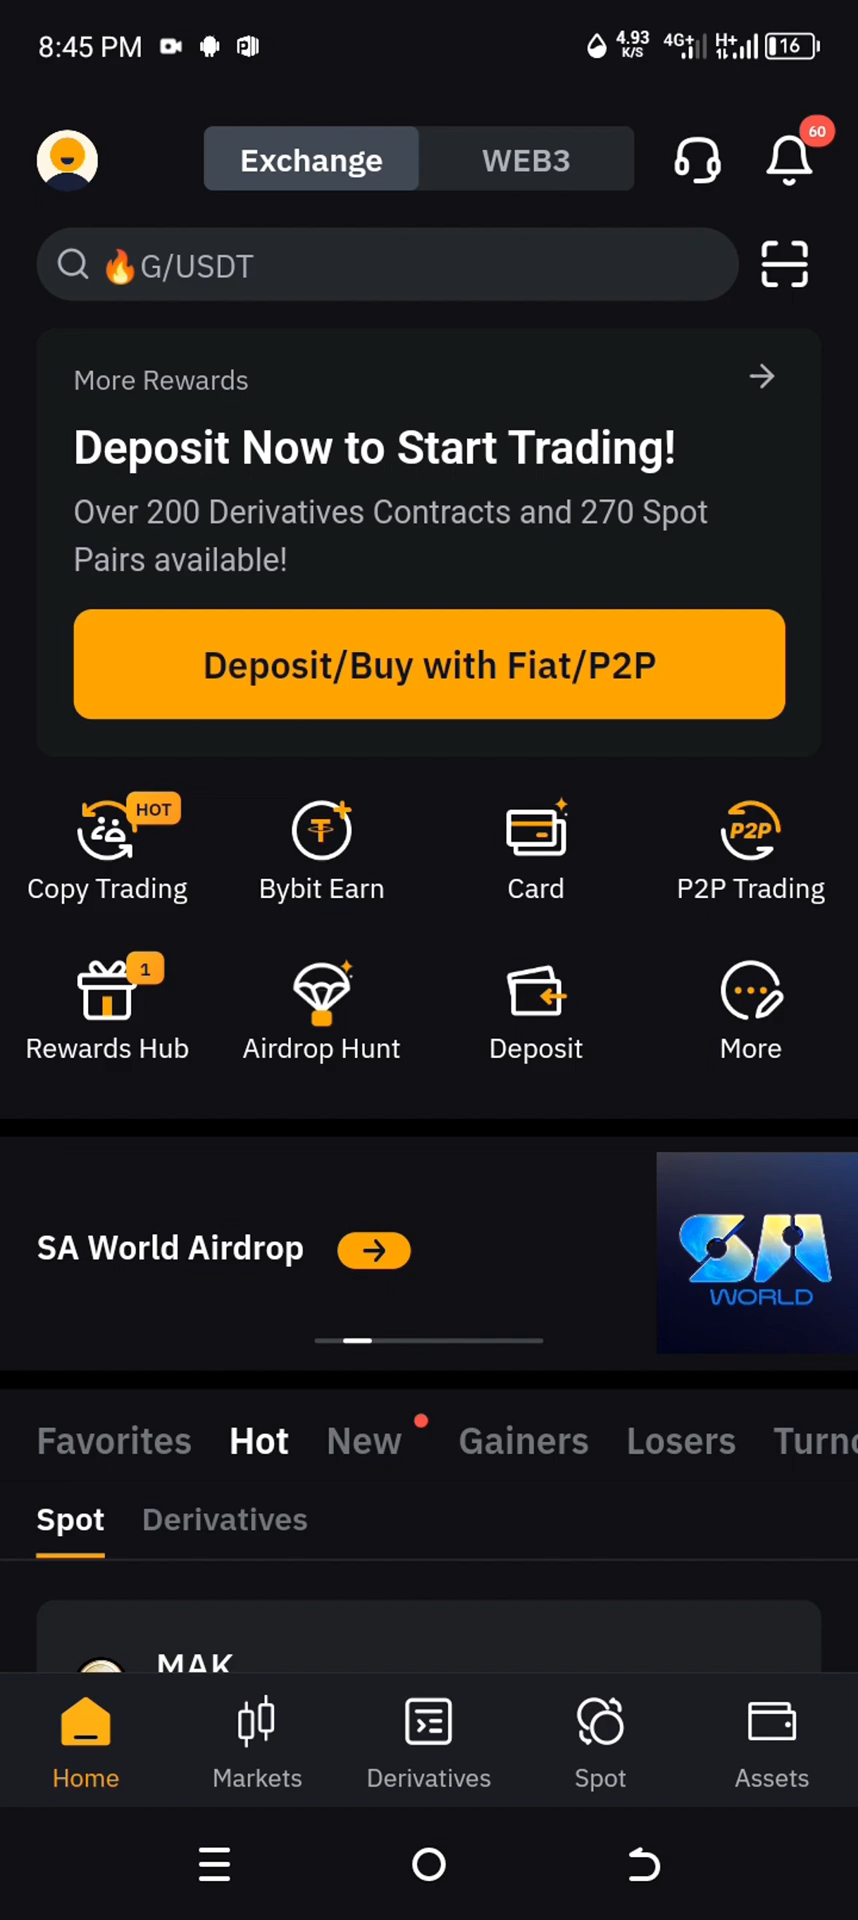 8:45 PM
4.93 K/S 4G+ H+ 16
60
Exchange WEB3
G/USDT
More Rewards
Deposit Now to Start Trading!
Over 200 Derivatives Contracts and 270 Spot
Pairs available!
Deposit/Buy with Fiat/P2P
HOT
P2P
Copy Trading Bybit Earn Card P2P Trading
1
Rewards Hub Airdrop Hunt Deposit More
SA World Airdrop
SA
WORLD
Favorites Hot New Gainers Losers Turno
Spot Derivatives
MAK
Home Markets Derivatives Spot Assets